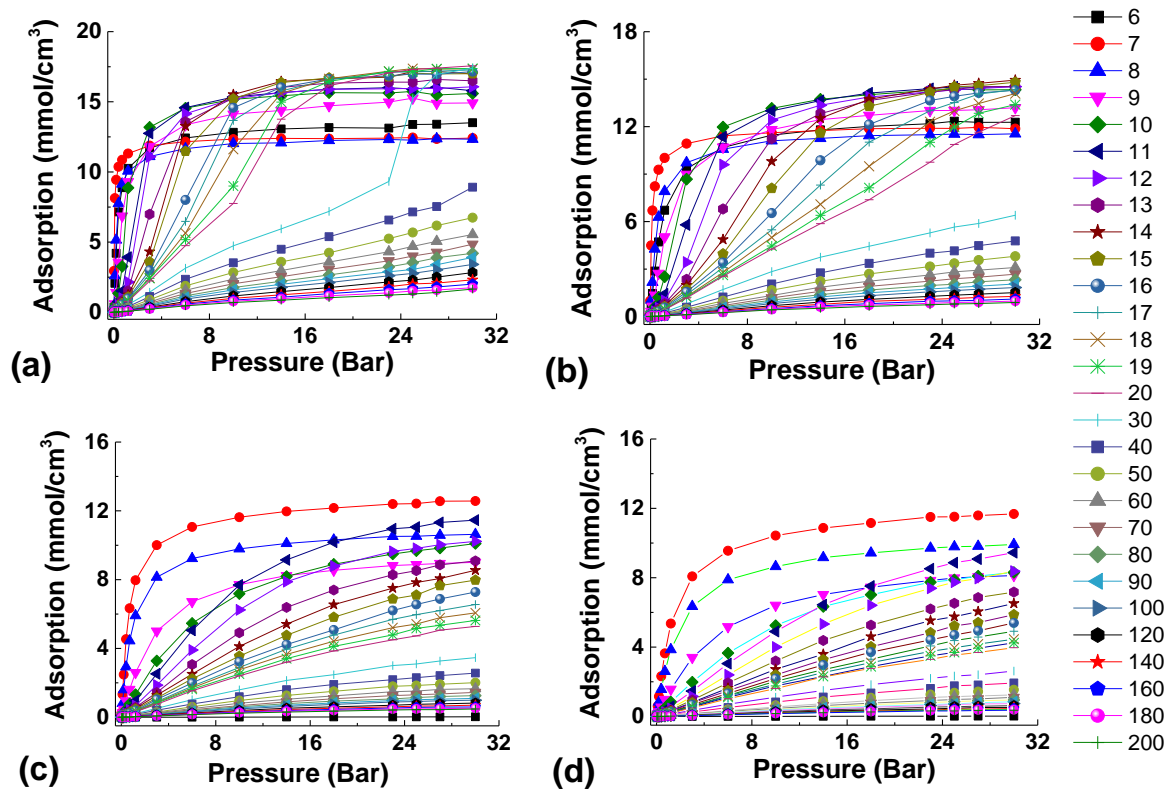 20
15
10
5
0
0 8 16 24 32
Adsorption (mmol/cm³)
Pressure (Bar)
(a)
18
12
6
0
0 8 16 24 32
Adsorption (mmol/cm³)
Pressure (Bar)
(b)
16
12
8
4
0
0 8 16 24 32
Adsorption (mmol/cm³)
Pressure (Bar)
(c)
16
12
8
4
0
0 8 16 24 32
Adsorption (mmol/cm³)
Pressure (Bar)
(d)
6
7
8
9
10
11
12
13
14
15
16
17
18
19
20
30
40
50
60
70
80
90
100
120
140
160
180
200